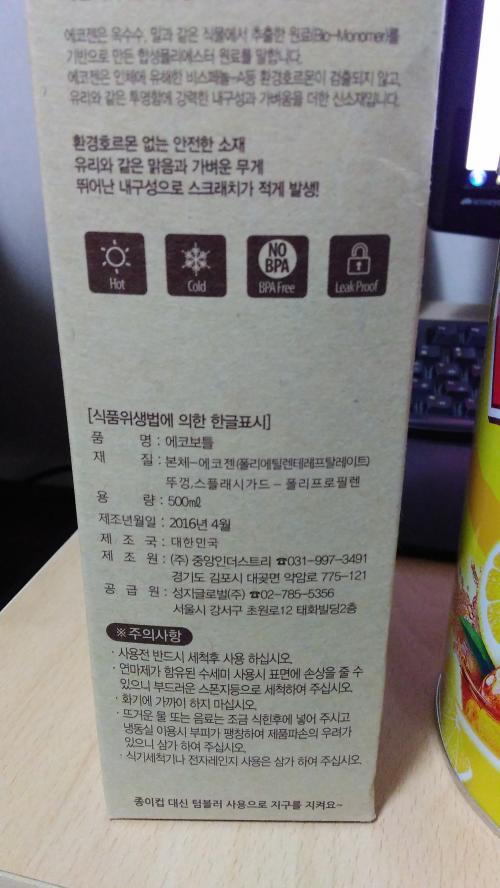 에코젠은 옥수수, 밀과 같은 식물에서 추출한 원료(Bio-Monomer)를
기반으로 만든 합성폴리에스터 원료를 말합니다.
에코젠은 인체에 유해한 비스페놀-A등 환경호르몬이 검출되지 않고,
유리와 같은 투명함에 강력한 내구성과 가벼움을 더한 신소재입니다.
환경호르몬 없는 안전한 소재
유리와 같은 맑음과 가벼운 무게
뛰어난 내구성으로 스크래치가 적게 발생!
NO
BPA
Hot Cold BPA Free Leak Proof
[식품위생법에 의한 한글표시]
품 명 : 에코보틀
재 질 : 본체-에코젠(폴리에틸렌테레프탈레이트)
뚜껑,스플래시가드 - 폴리프로필렌
용 량 : 500㎖
제조년월일 : 2016년 4월
제 조 국 : 대한민국
제 조 원 : (주) 중앙인더스트리 ☎031-997-3491
경기도 김포시 대곶면 약암로 775-121
공 급 원 : 성지글로벌(주) ☎02-785-5356
서울시 강서구 초원로12 태화빌딩2층
※주의사항
· 사용전 반드시 세척후 사용 하십시오.
· 연마제가 함유된 수세미 사용시 표면에 손상을 줄 수
있으니 부드러운 스폰지등으로 세척하여 주십시오.
· 화기에 가까이 하지 마십시오.
· 뜨거운 물 또는 음료는 조금 식힌후에 넣어 주시고
냉동실 이용시 부피가 팽창하여 제품파손의 우려가
있으니 삼가 하여 주십시오.
· 식기세척기나 전자레인지 사용은 삼가 하여 주십시오.
종이컵 대신 텀블러 사용으로 지구를 지켜요~